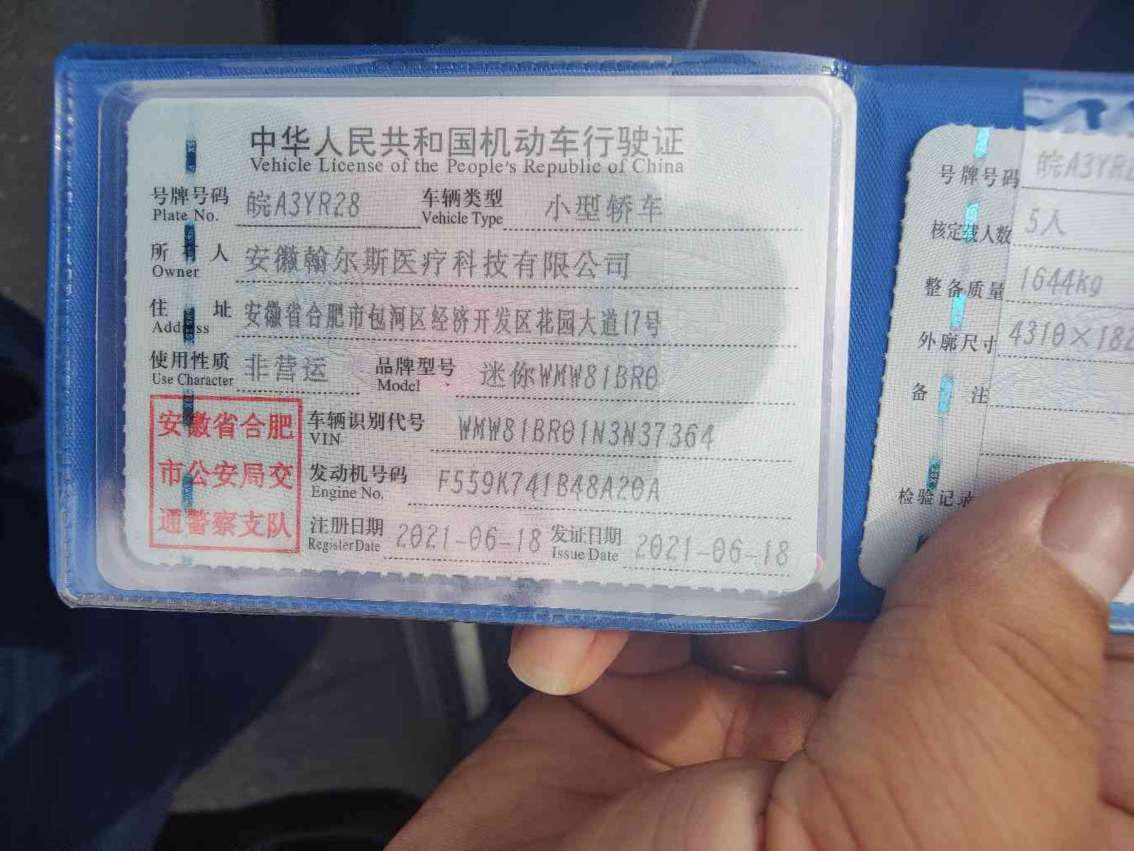 中华人民共和国机动车行驶证
Vehicle License of the People's Republic of China
号牌号码 皖A3YR28 车辆类型 小型轿车
Plate No. Vehicle Type
所有人 安徽翰尔斯医疗科技有限公司
Owner
住址 安徽省合肥市包河区经济开发区花园大道17号
Address
使用性质 非营运 品牌型号 迷你WMW81BR0
Use Character Model
安徽省合肥
市公安局交
通警察支队
车辆识别代号 WMW81BR01N3N37364
VIN
发动机号码 F559K741B48A20A
Engine No.
注册日期 2021-06-18 发证日期 2021-06-18
Register Date Issue Date
号牌号码 皖A3YR2
核定载人数 5人
整备质量 1644kg
外廓尺寸 4310×182
备注
检验记录